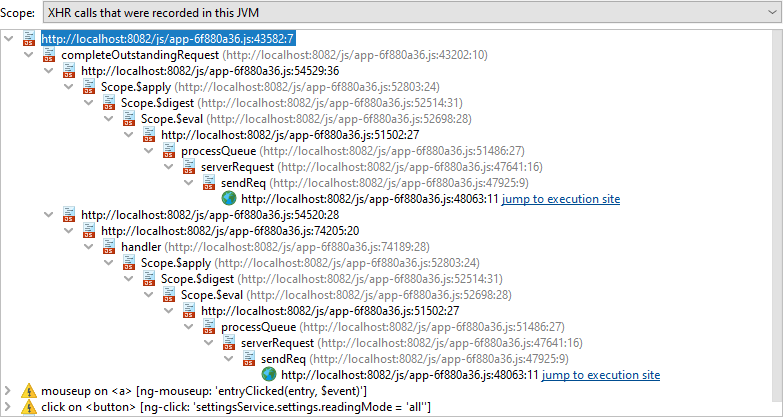 Scope: XHR calls that were recorded in this JVM
http://localhost:8082/js/app-6f880a36.js:43582:7
completeOutstandingRequest (http://localhost:8082/js/app-6f880a36.js:43202:10)
http://localhost:8082/js/app-6f880a36.js:54529:36
Scope.$apply (http://localhost:8082/js/app-6f880a36.js:52803:24)
Scope.$digest (http://localhost:8082/js/app-6f880a36.js:52514:31)
Scope.$eval (http://localhost:8082/js/app-6f880a36.js:52698:28)
http://localhost:8082/js/app-6f880a36.js:51502:27
processQueue (http://localhost:8082/js/app-6f880a36.js:51486:27)
serverRequest (http://localhost:8082/js/app-6f880a36.js:47641:16)
sendReq (http://localhost:8082/js/app-6f880a36.js:47925:9)
http://localhost:8082/js/app-6f880a36.js:48063:11 jump to execution site
http://localhost:8082/js/app-6f880a36.js:54520:28
http://localhost:8082/js/app-6f880a36.js:74205:20
handler (http://localhost:8082/js/app-6f880a36.js:74189:28)
Scope.$apply (http://localhost:8082/js/app-6f880a36.js:52803:24)
Scope.$digest (http://localhost:8082/js/app-6f880a36.js:52514:31)
Scope.$eval (http://localhost:8082/js/app-6f880a36.js:52698:28)
http://localhost:8082/js/app-6f880a36.js:51502:27
processQueue (http://localhost:8082/js/app-6f880a36.js:51486:27)
serverRequest (http://localhost:8082/js/app-6f880a36.js:47641:16)
sendReq (http://localhost:8082/js/app-6f880a36.js:47925:9)
http://localhost:8082/js/app-6f880a36.js:48063:11 jump to execution site
mouseup on <a> [ng-mouseup: 'entryClicked(entry, $event)']
click on <button> [ng-click: 'settingsService.settings.readingMode = 'all'']